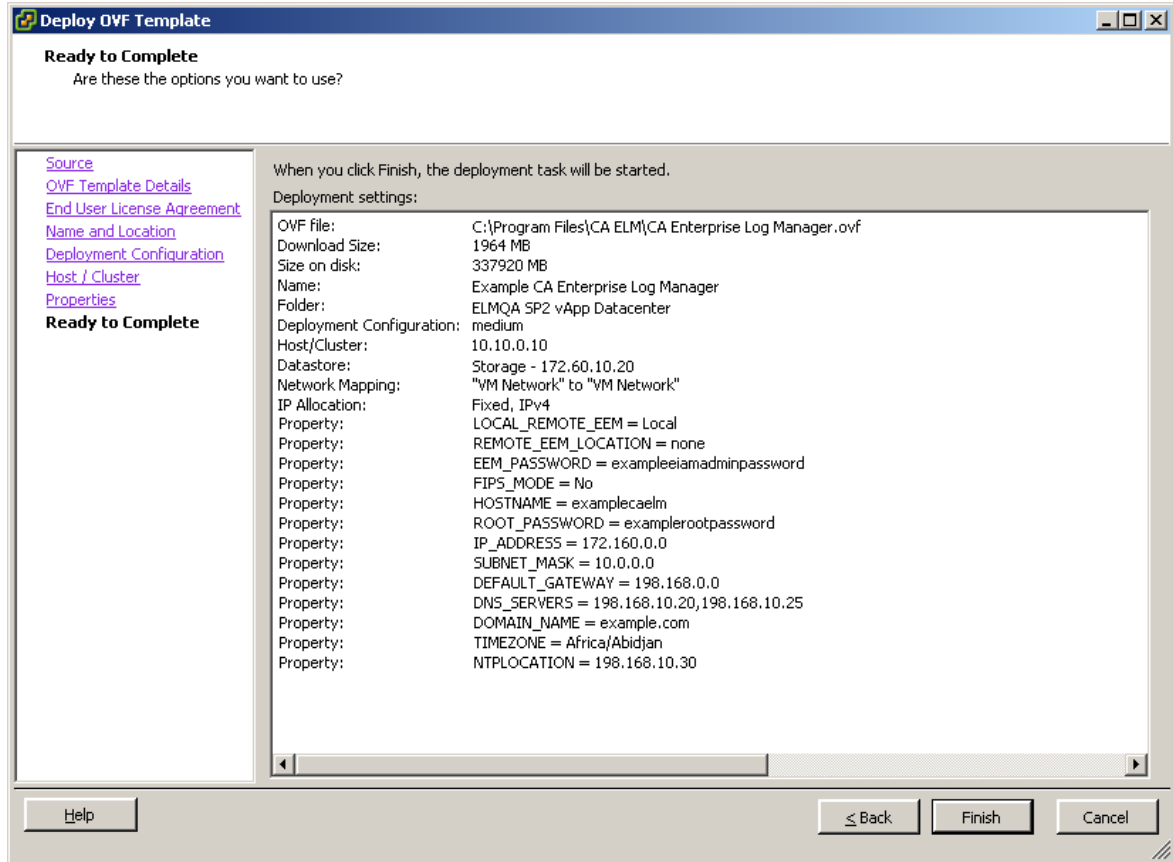 Deploy OVF Template
Ready to Complete
Are these the options you want to use?
Source
OVF Template Details
End User License Agreement
Name and Location
Deployment Configuration
Host / Cluster
Properties
Ready to Complete
When you click Finish, the deployment task will be started.
Deployment settings:
OVF file: C:\Program Files\CA ELM\CA Enterprise Log Manager.ovf
Download Size: 1964 MB
Size on disk: 337920 MB
Name: Example CA Enterprise Log Manager
Folder: ELMQA SP2 vApp Datacenter
Deployment Configuration: medium
Host/Cluster: 10.10.0.10
Datastore: Storage - 172.60.10.20
Network Mapping: "VM Network" to "VM Network"
IP Allocation: Fixed, IPv4
Property: LOCAL_REMOTE_EEM = Local
Property: REMOTE_EEM_LOCATION = none
Property: EEM_PASSWORD = exampleeiamadminpassword
Property: FIPS_MODE = No
Property: HOSTNAME = examplecaelm
Property: ROOT_PASSWORD = examplerootpassword
Property: IP_ADDRESS = 172.160.0.0
Property: SUBNET_MASK = 10.0.0.0
Property: DEFAULT_GATEWAY = 198.168.0.0
Property: DNS_SERVERS = 198.168.10.20,198.168.10.25
Property: DOMAIN_NAME = example.com
Property: TIMEZONE = Africa/Abidjan
Property: NTPLOCATION = 198.168.10.30
Help
≤ Back
Finish
Cancel